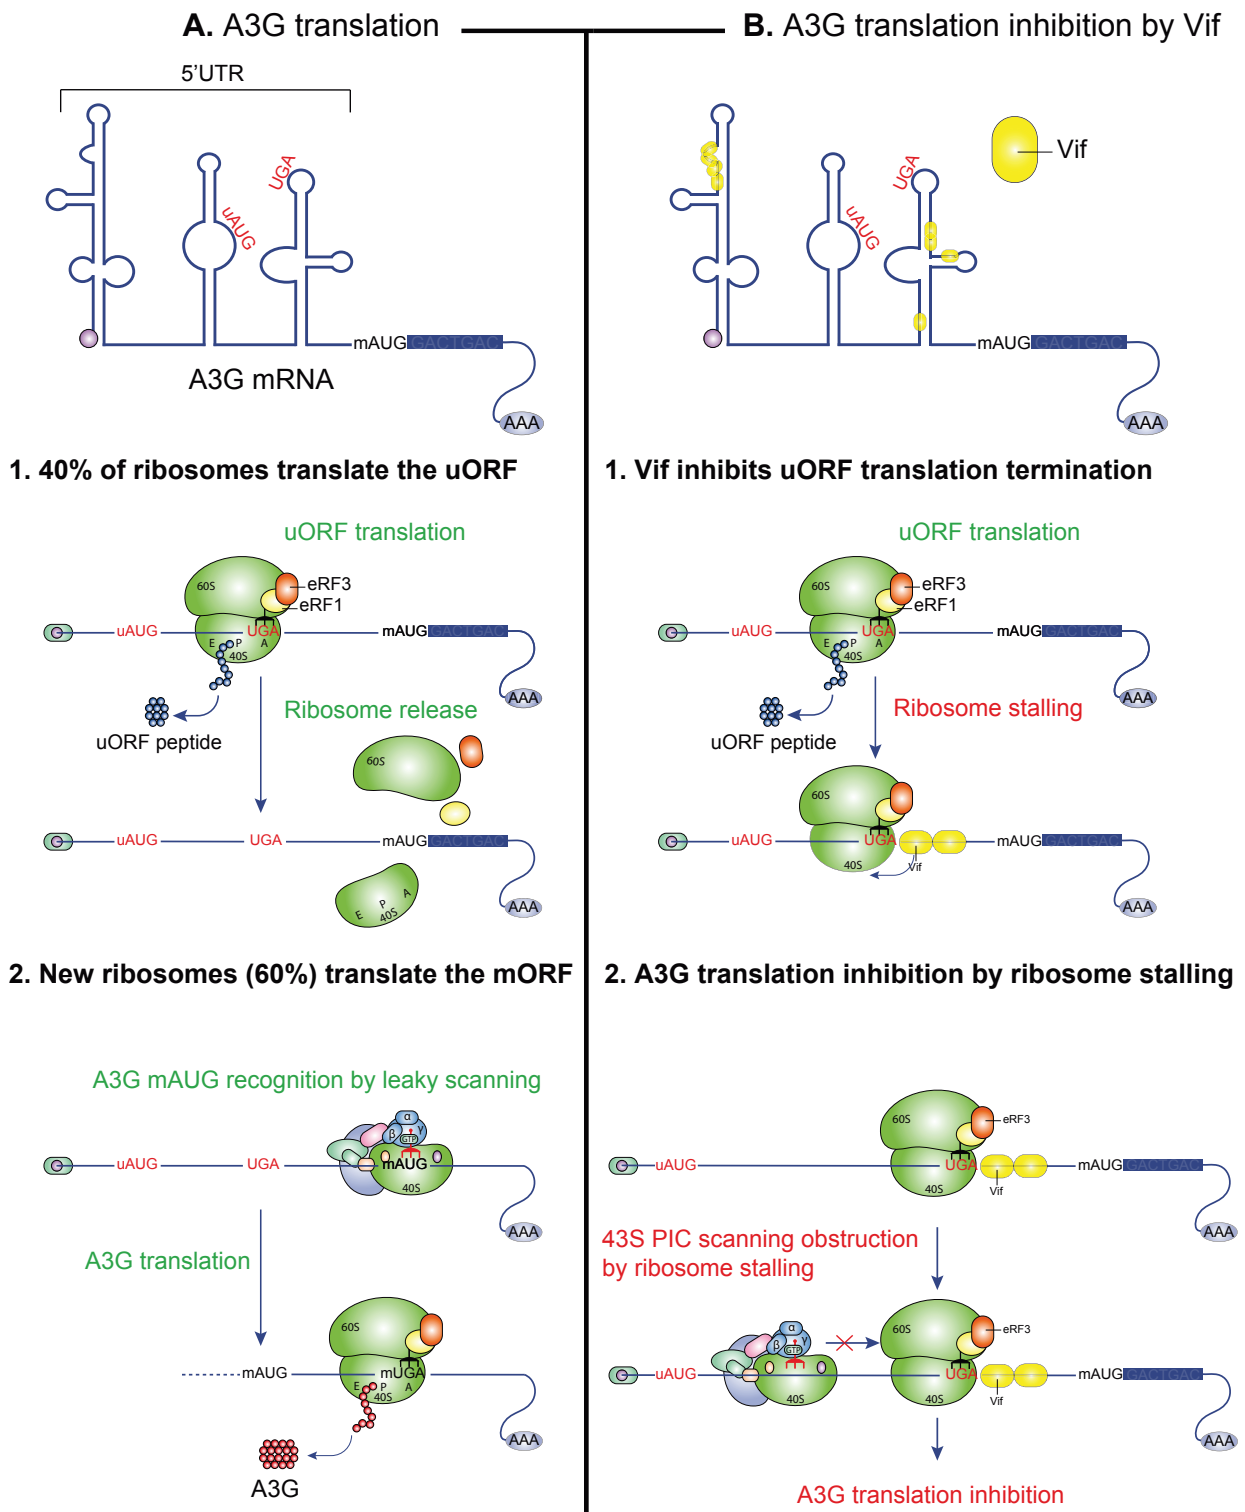 A. A3G translation
B. A3G translation inhibition by Vif
5'UTR
UGA
uAUG
mAUG GACTGAC
A3G mRNA
AAA
Vif
UGA
uAUG
mAUG GACTGAC
AAA
1. 40% of ribosomes translate the uORF
uORF translation
60S
eRF3
eRF1
uAUG
UGA
mAUG GACTGAC
E P A
40S
AAA
uORF peptide
Ribosome release
60S
uAUG
UGA
mAUG GACTGAC
E P A
40S
AAA
1. Vif inhibits uORF translation termination
uORF translation
60S
eRF3
eRF1
uAUG
UGA
mAUG GACTGAC
E P A
40S
AAA
uORF peptide
Ribosome stalling
60S
uAUG
UGA
mAUG GACTGAC
40S
Vif
AAA
2. New ribosomes (60%) translate the mORF
A3G mAUG recognition by leaky scanning
α
β γ
GTP
uAUG
UGA
mAUG
40S
AAA
A3G translation
60S
mAUG
mUGA
E P A
40S
AAA
A3G
2. A3G translation inhibition by ribosome stalling
60S
eRF3
uAUG
UGA
mAUG GACTGAC
40S
Vif
AAA
43S PIC scanning obstruction
by ribosome stalling
α
β γ
GTP
60S
eRF3
uAUG
UGA
mAUG GACTGAC
40S
40S
Vif
AAA
A3G translation inhibition